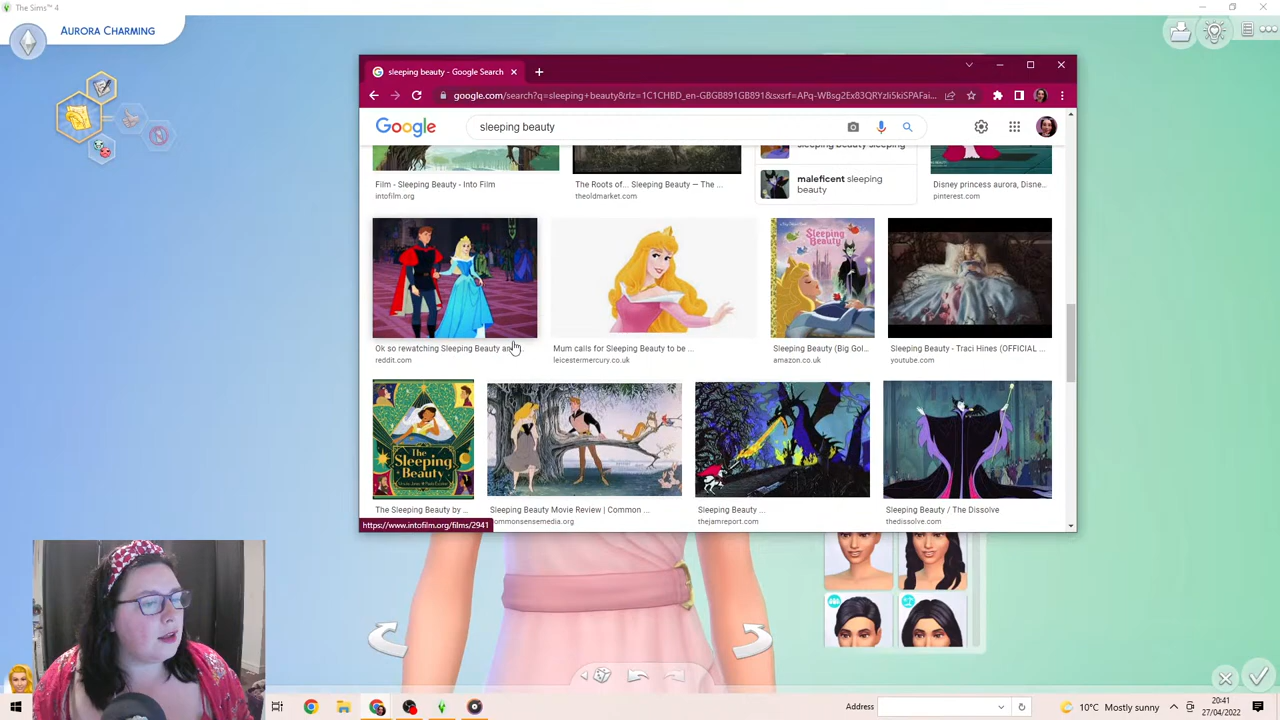 The Sims™ 4
AURORA CHARMING
sleeping beauty - Google Search
google.com/search?q=sleeping+beauty&rlz=1C1CHBD_en-GBGB891GB891&sxsrf=APq-WBsg2Ex83QRYzIi5kiSPAFai...
Google
sleeping beauty
sleeping beauty sleeping
maleficent sleeping
beauty
Film - Sleeping Beauty - Into Film
intofilm.org
The Roots of... Sleeping Beauty — The ...
theoldmarket.com
Disney princess aurora, Disne...
pinterest.com
Sleeping
Beauty
Ok so rewatching Sleeping Beauty an...
reddit.com
Mum calls for Sleeping Beauty to be ...
leicestermercury.co.uk
Sleeping Beauty (Big Gol...
amazon.co.uk
Sleeping Beauty - Traci Hines (OFFICIAL ...
youtube.com
The
Sleeping
Beauty
The Sleeping Beauty by ...
Sleeping Beauty Movie Review | Common ...
commonsensemedia.org
Sleeping Beauty ...
thejamreport.com
Sleeping Beauty / The Dissolve
thedissolve.com
https://www.intofilm.org/films/2941
Address
10°C Mostly sunny
20:41
27/04/2022